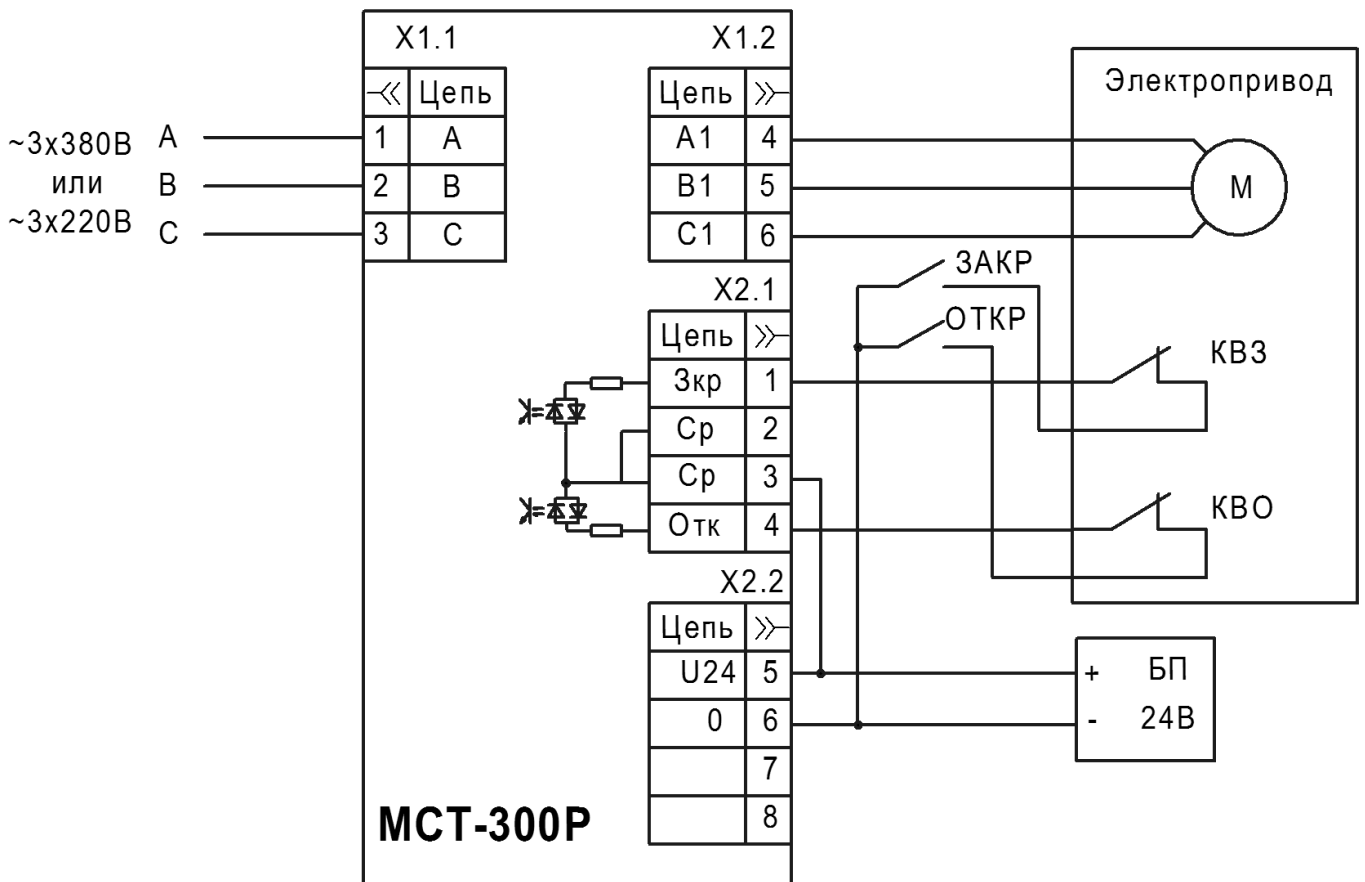 X1.1
Цепь
1 A
2 B
3 C
~3x380В
или
~3x220В
A
B
C
X1.2
Цепь
A1 4
B1 5
C1 6
X2.1
Цепь
Зкр 1
Ср 2
Ср 3
Отк 4
X2.2
Цепь
U24 5
0 6
7
8
МСТ-300Р
Электропривод
М
ЗАКР
ОТКР
КВЗ
КВО
+ БП
- 24В